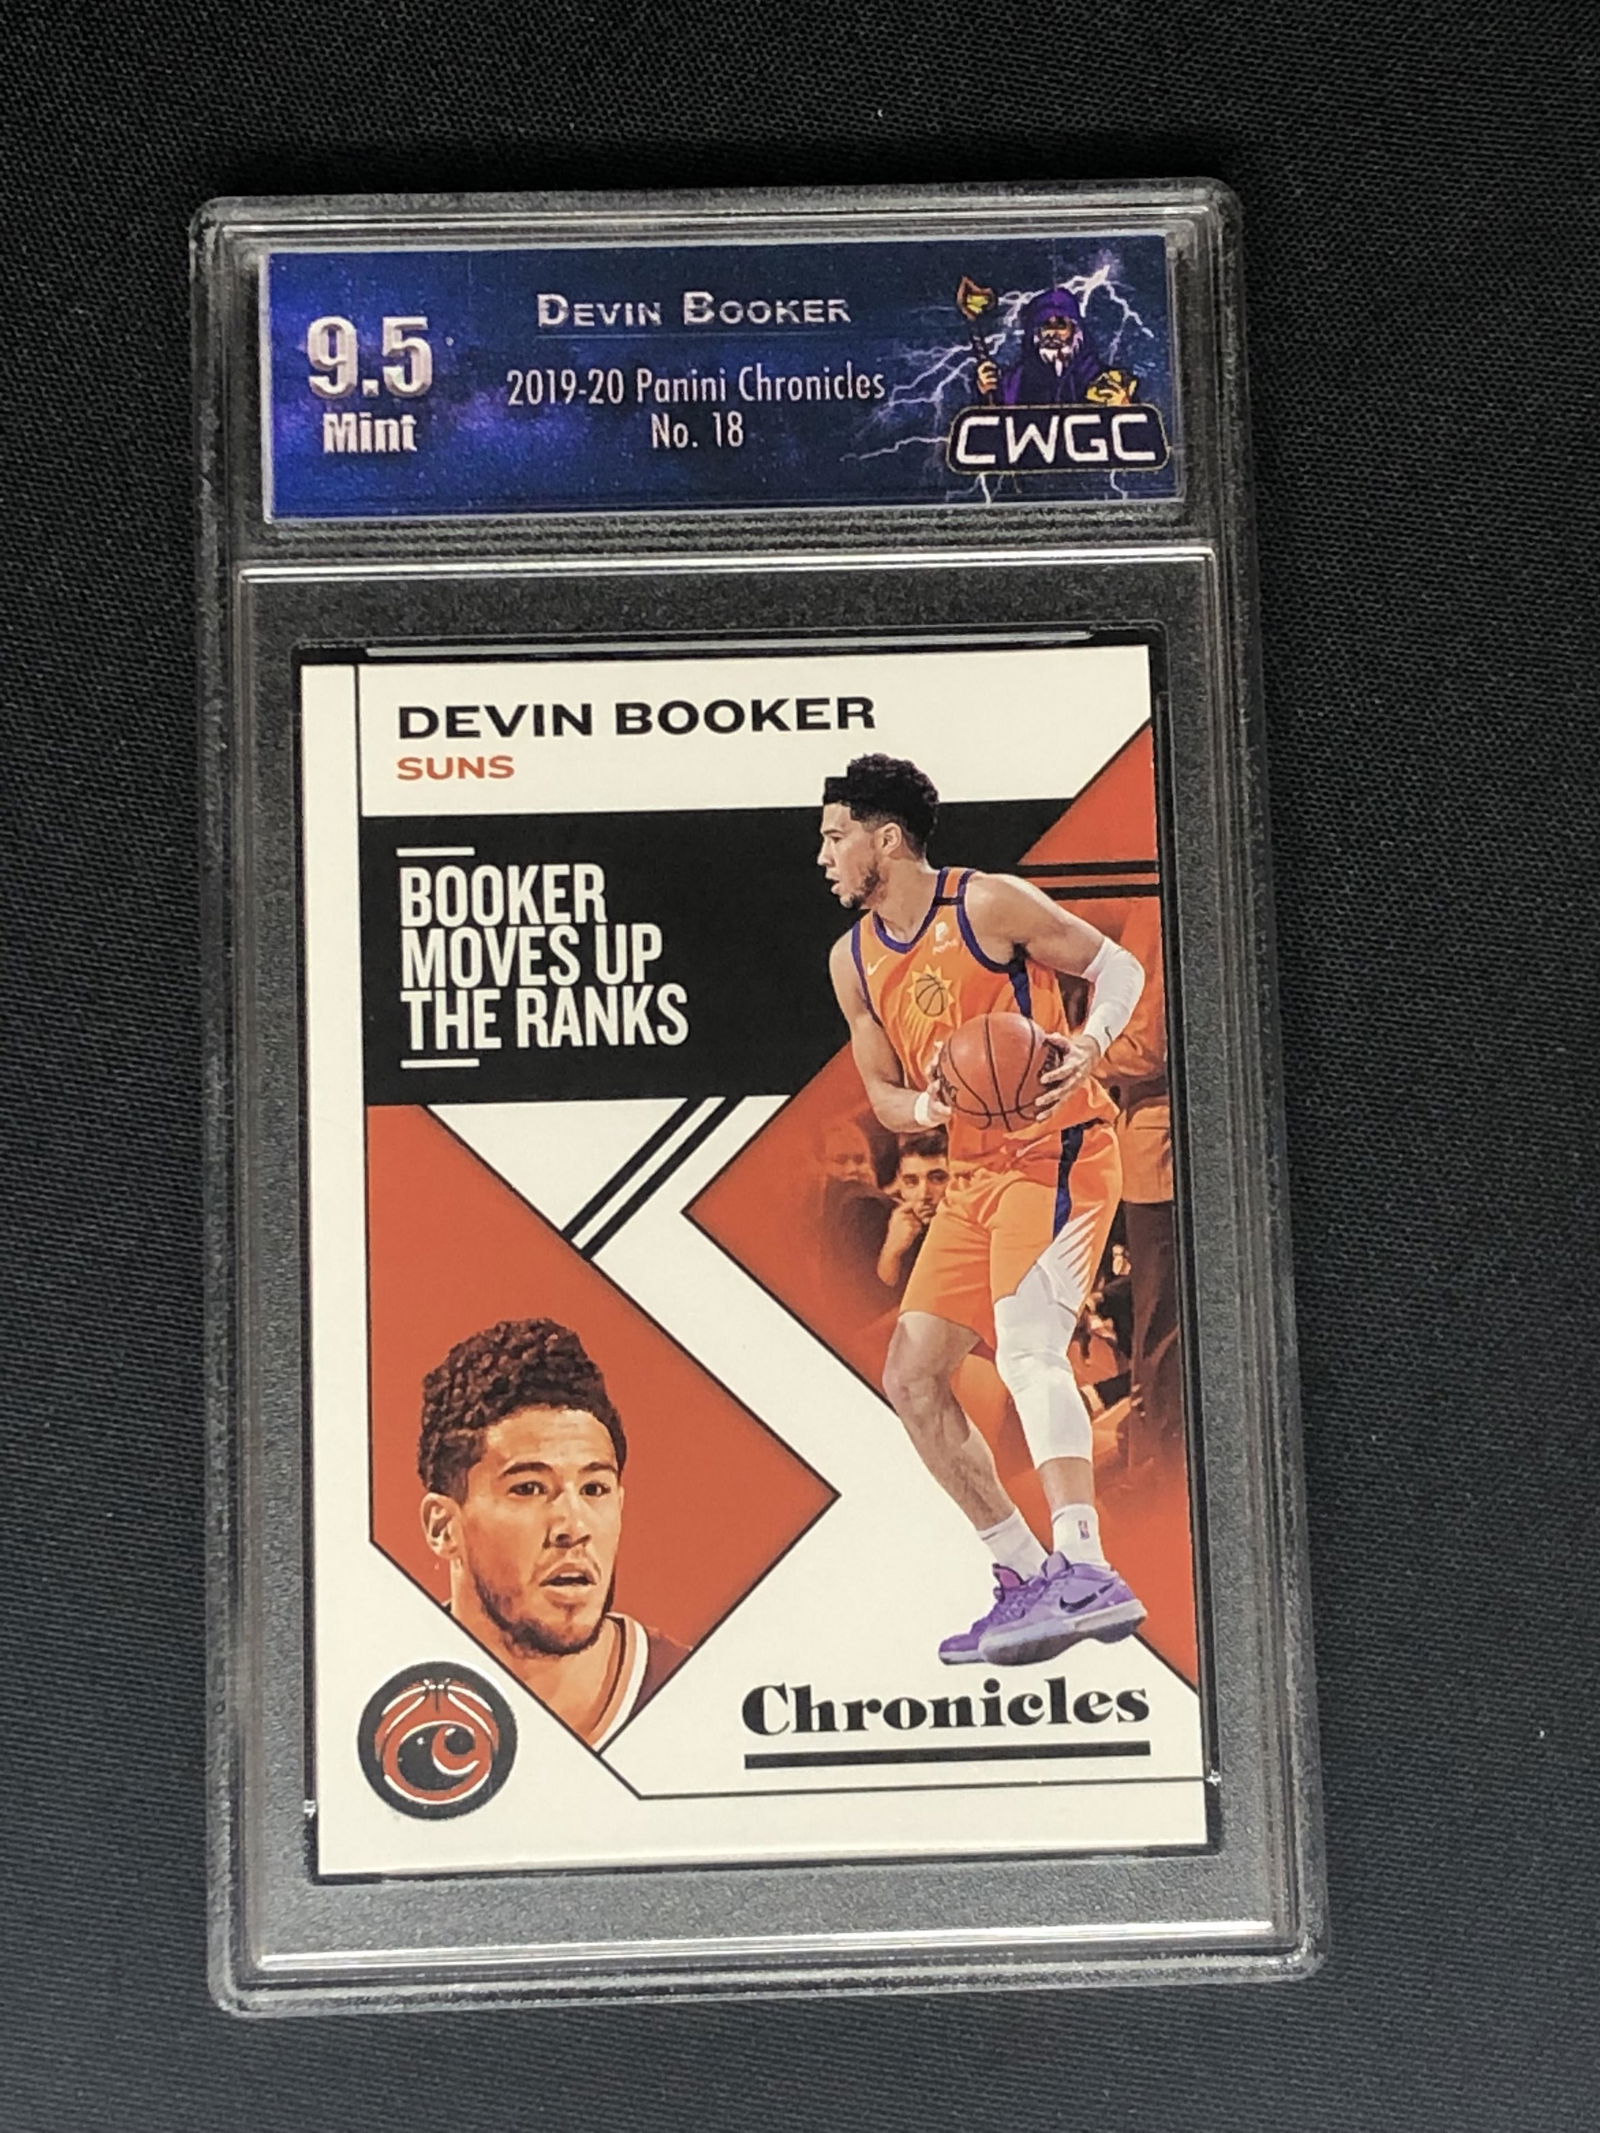 9.5
Mint
DEVIN BOOKER
2019-20 Panini Chronicles
No. 18
CWGC
DEVIN BOOKER
SUNS
BOOKER
MOVES UP
THE RANKS
Chronicles